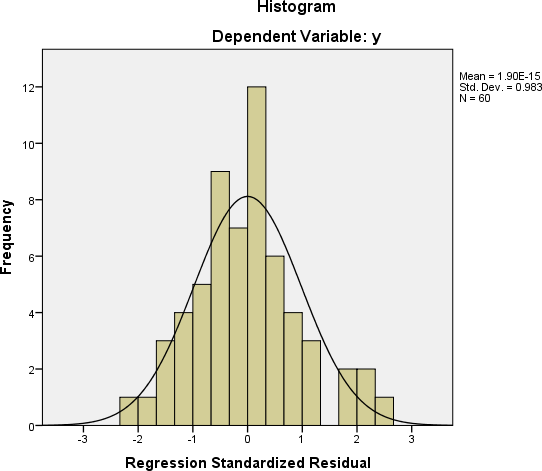 Histogram
Dependent Variable: y
Mean = 1.90E-15
Std. Dev. = 0.983
N = 60
Frequency
12
10
8
6
4
2
0
-3 -2 -1 0 1 2 3
Regression Standardized Residual